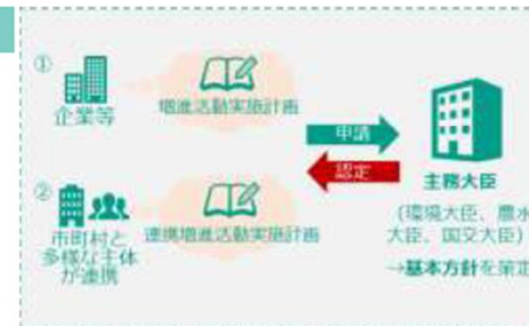 ①
企業等
増進活動実施計画
申請
認定
主務大臣
(環境大臣、農水
大臣、国交大臣)
→基本方針を策定
②
市町村と
多様な主体
が連携
連携増進活動実施計画